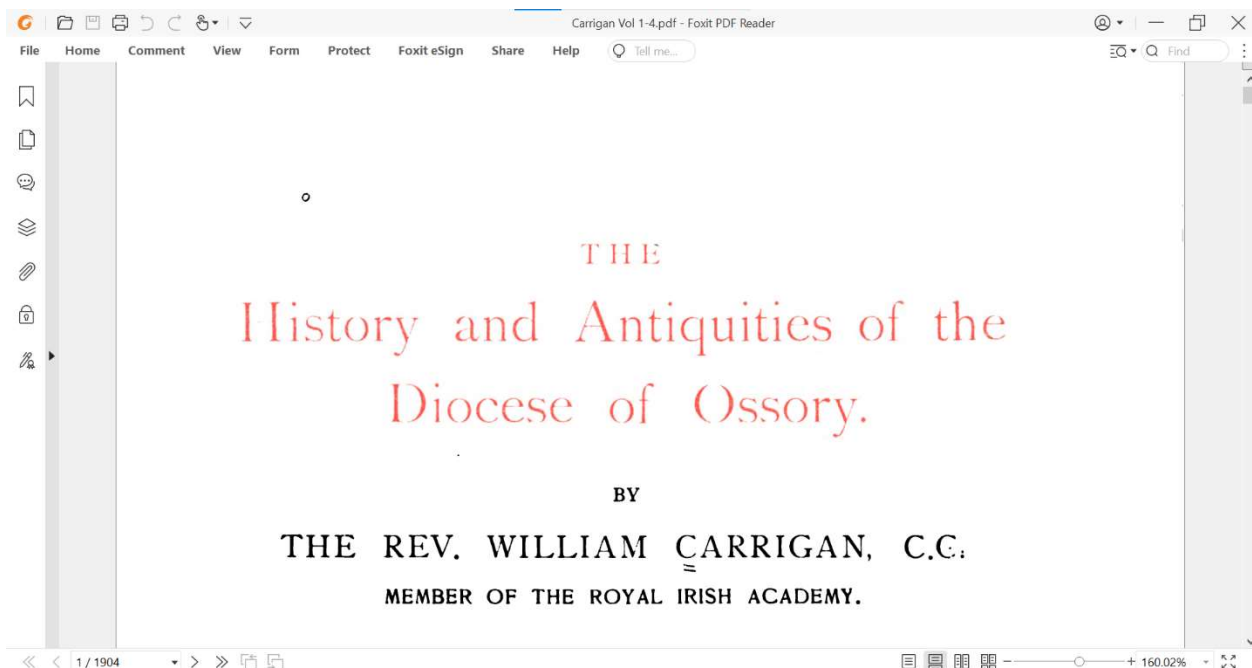 Carrigan Vol 1-4.pdf - Foxit PDF Reader
File Home Comment View Form Protect Foxit eSign Share Help Tell me... Find
THE
History and Antiquities of the
Diocese of Ossory.
BY
THE REV. WILLIAM CARRIGAN, C.C.
MEMBER OF THE ROYAL IRISH ACADEMY.
1 / 1904 160.02%